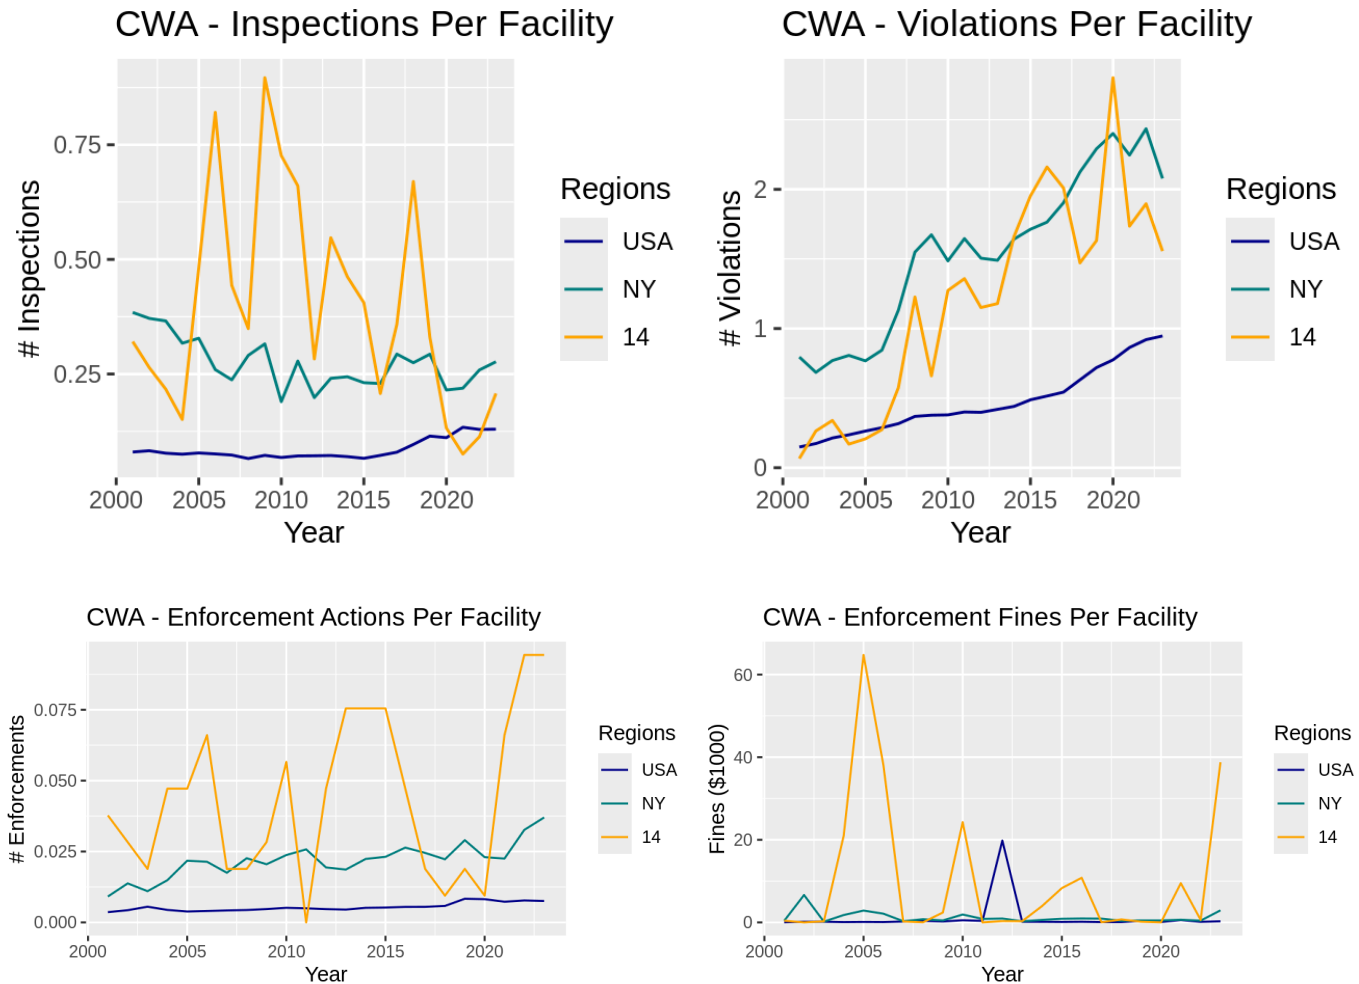 CWA - Inspections Per Facility
# Inspections
0.75
0.50
0.25
2000 2005 2010 2015 2020
Year
Regions
USA
NY
14
CWA - Violations Per Facility
# Violations
2
1
0
2000 2005 2010 2015 2020
Year
Regions
USA
NY
14
CWA - Enforcement Actions Per Facility
# Enforcements
0.075
0.050
0.025
0.000
2000 2005 2010 2015 2020
Year
Regions
USA
NY
14
CWA - Enforcement Fines Per Facility
Fines ($1000)
60
40
20
0
2000 2005 2010 2015 2020
Year
Regions
USA
NY
14